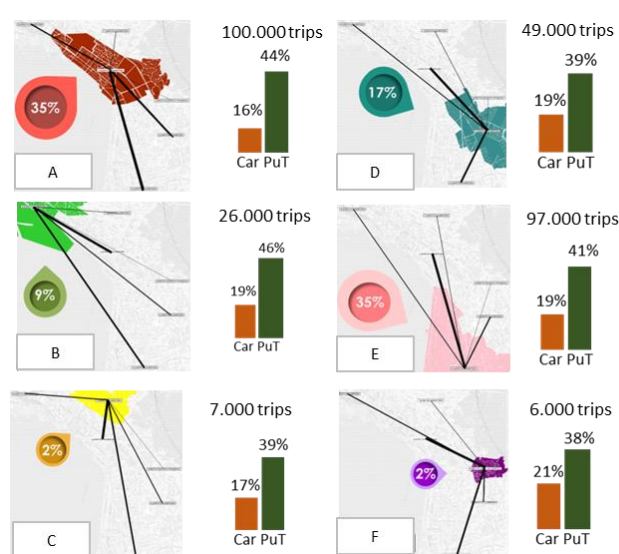 100.000 trips
44%
16%
35%
Car PuT
A
49.000 trips
39%
19%
17%
Car PuT
D
26.000 trips
46%
19%
9%
Car PuT
B
97.000 trips
41%
19%
35%
Car PuT
E
7.000 trips
39%
17%
2%
Car PuT
C
6.000 trips
38%
21%
2%
Car PuT
F